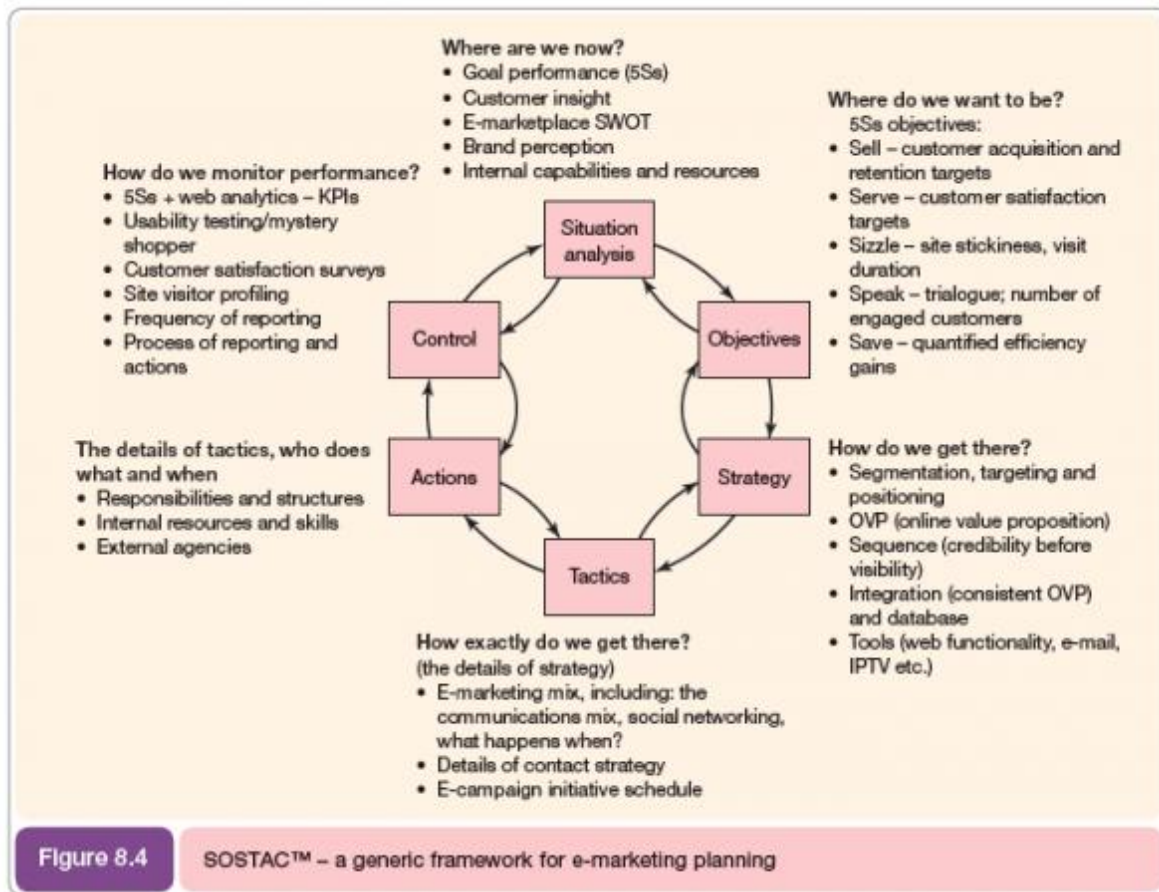 Where are we now?
• Goal performance (5Ss)
• Customer insight
• E-marketplace SWOT
• Brand perception
• Internal capabilities and resources
Where do we want to be?
5Ss objectives:
• Sell – customer acquisition and
retention targets
• Serve – customer satisfaction
targets
• Sizzle – site stickiness, visit
duration
• Speak – trialogue; number of
engaged customers
• Save – quantified efficiency
gains
How do we monitor performance?
• 5Ss + web analytics – KPIs
• Usability testing/mystery
shopper
• Customer satisfaction surveys
• Site visitor profiling
• Frequency of reporting
• Process of reporting and
actions
Situation
analysis
Control
Objectives
Actions
Strategy
Tactics
The details of tactics, who does
what and when
• Responsibilities and structures
• Internal resources and skills
• External agencies
How do we get there?
• Segmentation, targeting and
positioning
• OVP (online value proposition)
• Sequence (credibility before
visibility)
• Integration (consistent OVP)
and database
• Tools (web functionality, e-mail,
IPTV etc.)
How exactly do we get there?
(the details of strategy)
• E-marketing mix, including: the
communications mix, social networking,
what happens when?
• Details of contact strategy
• E-campaign initiative schedule
Figure 8.4
SOSTAC™ – a generic framework for e-marketing planning